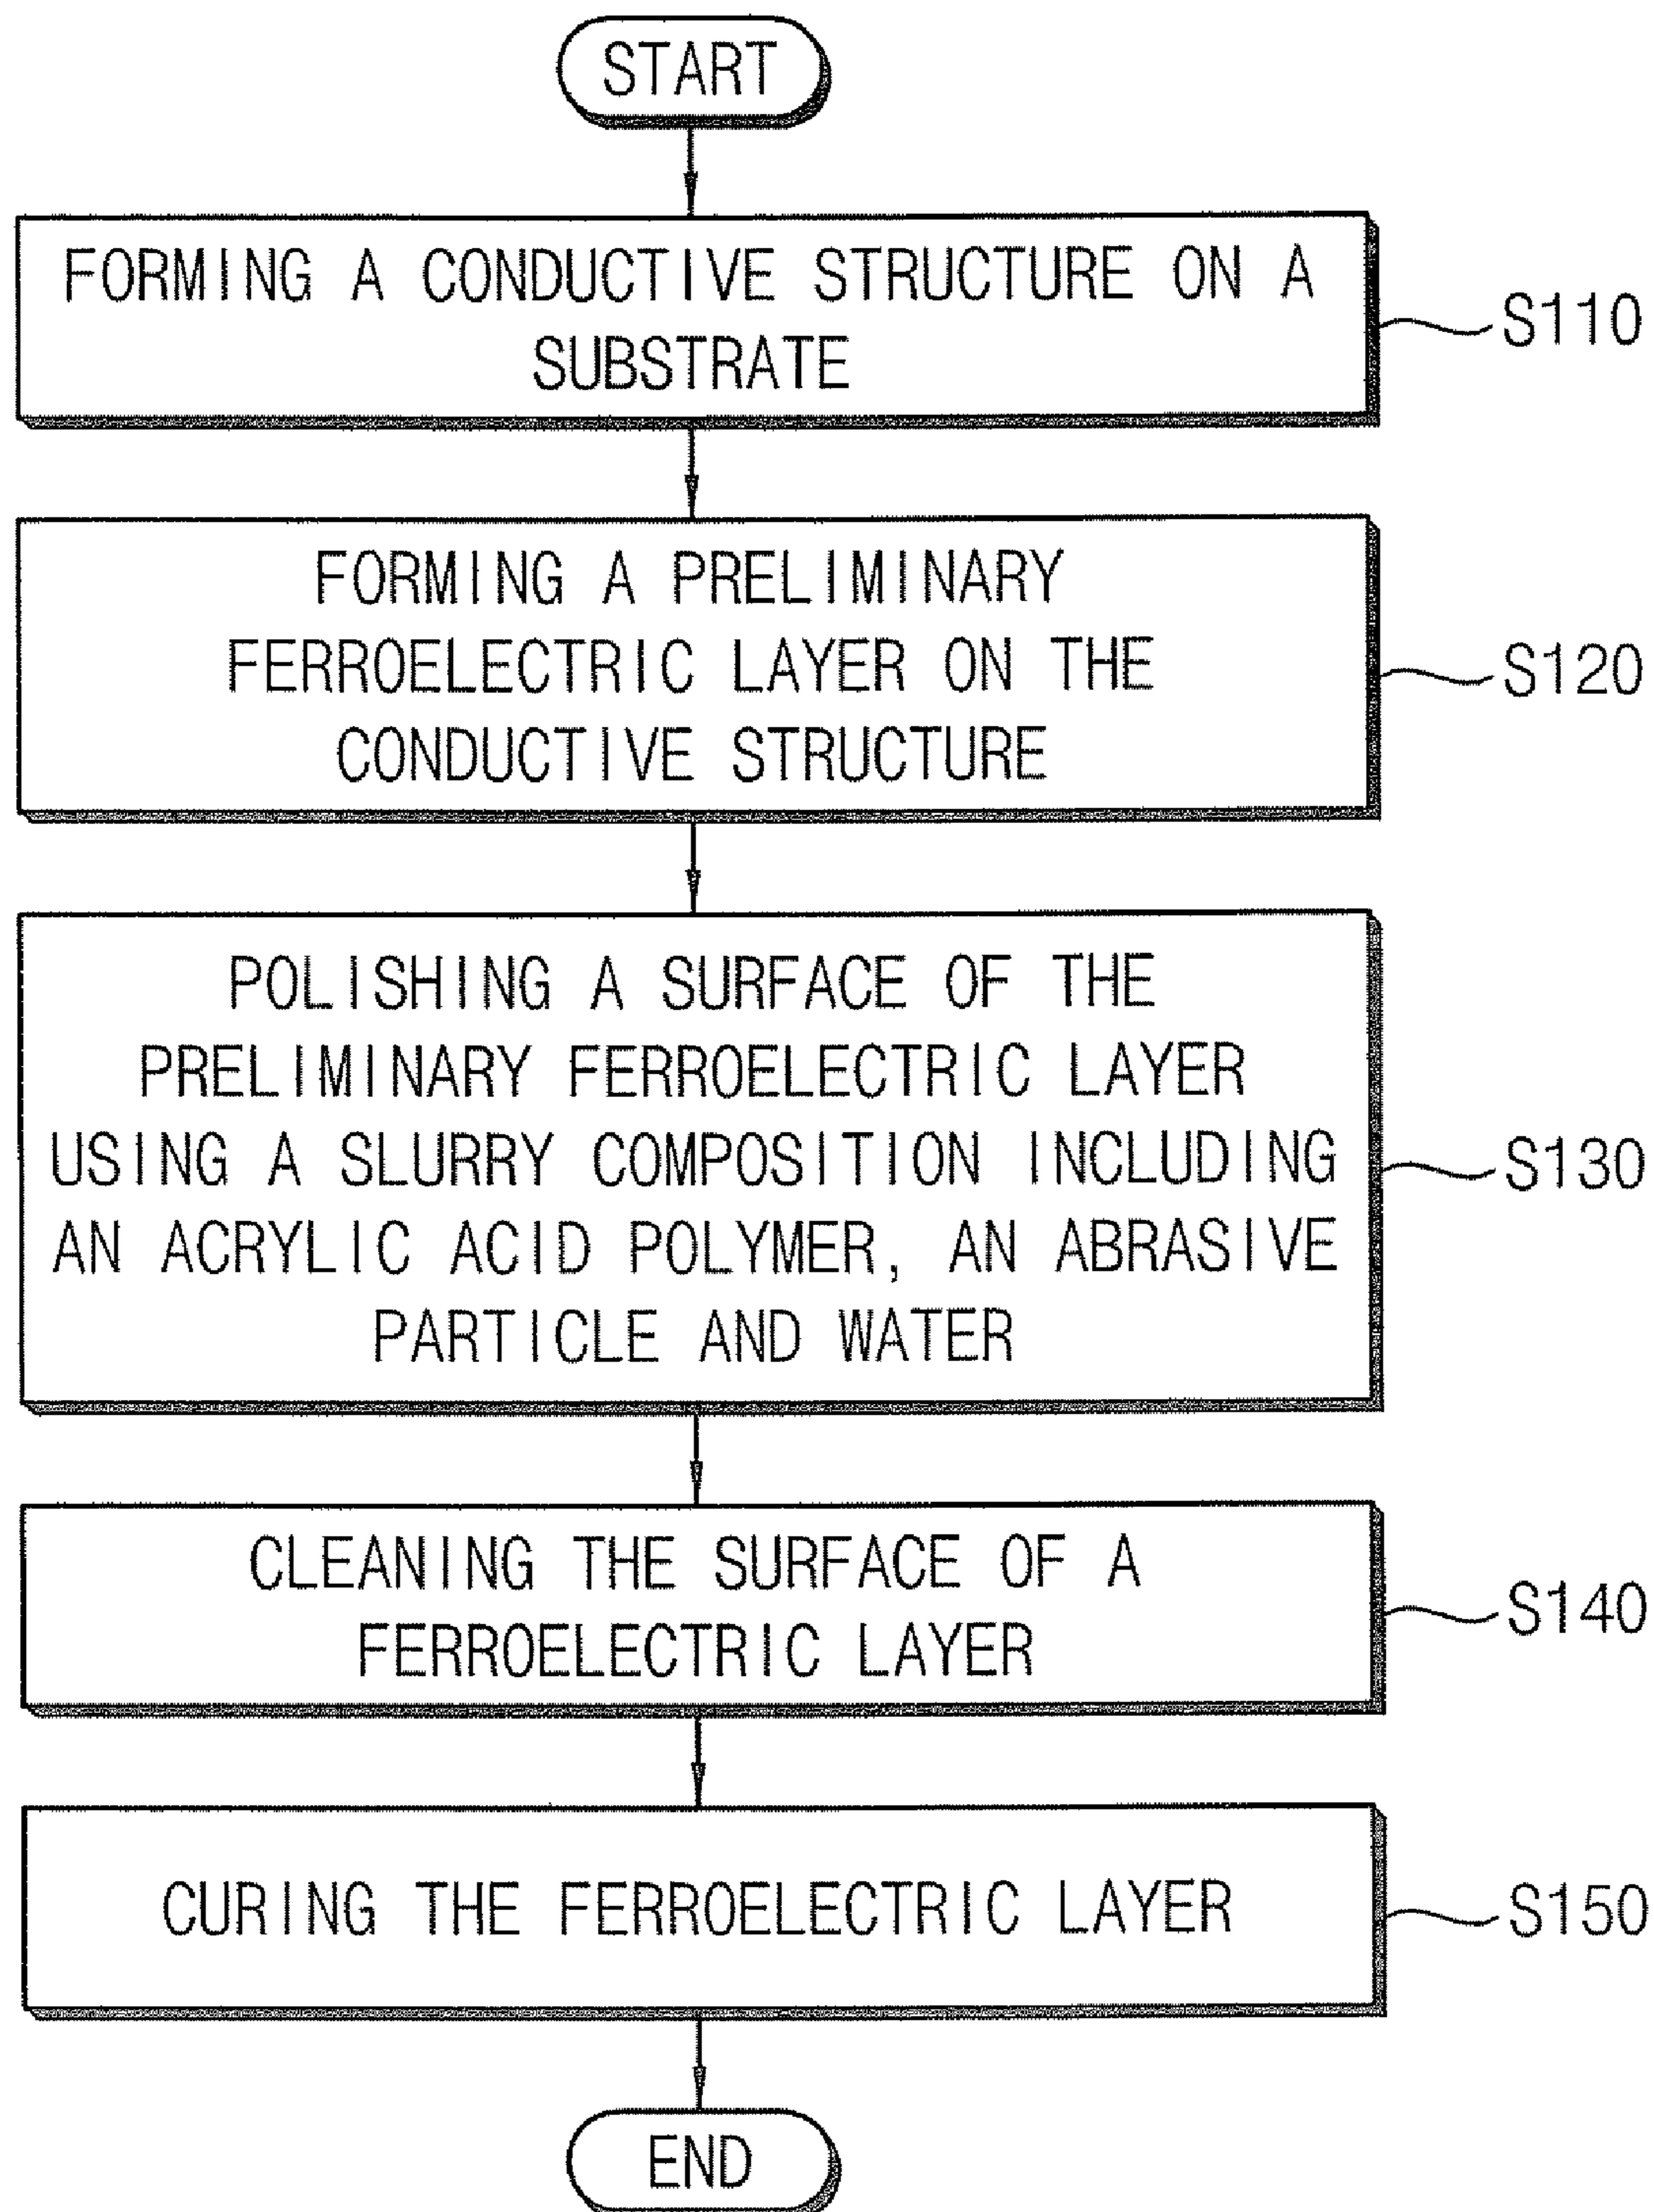 START
FORMING A CONDUCTIVE STRUCTURE ON A
SUBSTRATE
S110
FORMING A PRELIMINARY
FERROELECTRIC LAYER ON THE
CONDUCTIVE STRUCTURE
S120
POLISHING A SURFACE OF THE
PRELIMINARY FERROELECTRIC LAYER
USING A SLURRY COMPOSITION INCLUDING
AN ACRYLIC ACID POLYMER, AN ABRASIVE
PARTICLE AND WATER
S130
CLEANING THE SURFACE OF A
FERROELECTRIC LAYER
S140
CURING THE FERROELECTRIC LAYER
S150
END